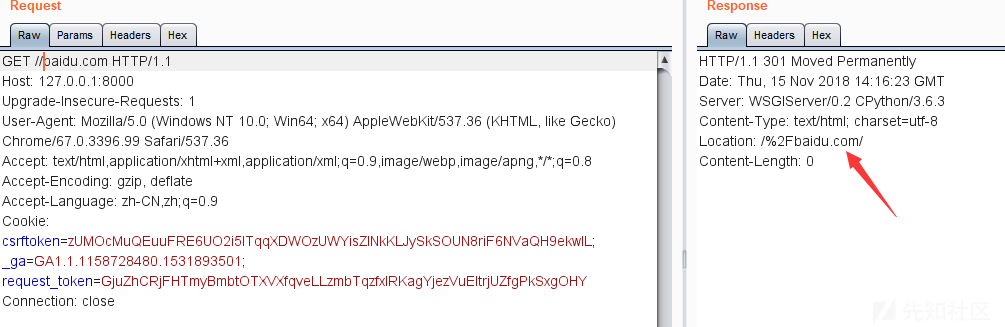 Request
Raw Params Headers Hex
GET //baidu.com HTTP/1.1
Host: 127.0.0.1:8000
Upgrade-Insecure-Requests: 1
User-Agent: Mozilla/5.0 (Windows NT 10.0; Win64; x64) AppleWebKit/537.36 (KHTML, like Gecko)
Chrome/67.0.3396.99 Safari/537.36
Accept: text/html,application/xhtml+xml,application/xml;q=0.9,image/webp,image/apng,*/*;q=0.8
Accept-Encoding: gzip, deflate
Accept-Language: zh-CN,zh;q=0.9
Cookie:
csrftoken=zUMOcMuQEuuFRE6UO2i5ITqqXDWOzUWYisZINkKLJySkSOUN8riF6NVaQH9ekwIL;
_ga=GA1.1.1158728480.1531893501;
request_token=GjuZhCRjFHTmyBmbtOTXVXfqveLLzmbTqzfxIRKagYjezVuEltrjUZfgPkSxgOHY
Connection: close
Response
Raw Headers Hex
HTTP/1.1 301 Moved Permanently
Date: Thu, 15 Nov 2018 14:16:23 GMT
Server: WSGIServer/0.2 CPython/3.6.3
Content-Type: text/html; charset=utf-8
Location: /%2Fbaidu.com/
Content-Length: 0
先知社区